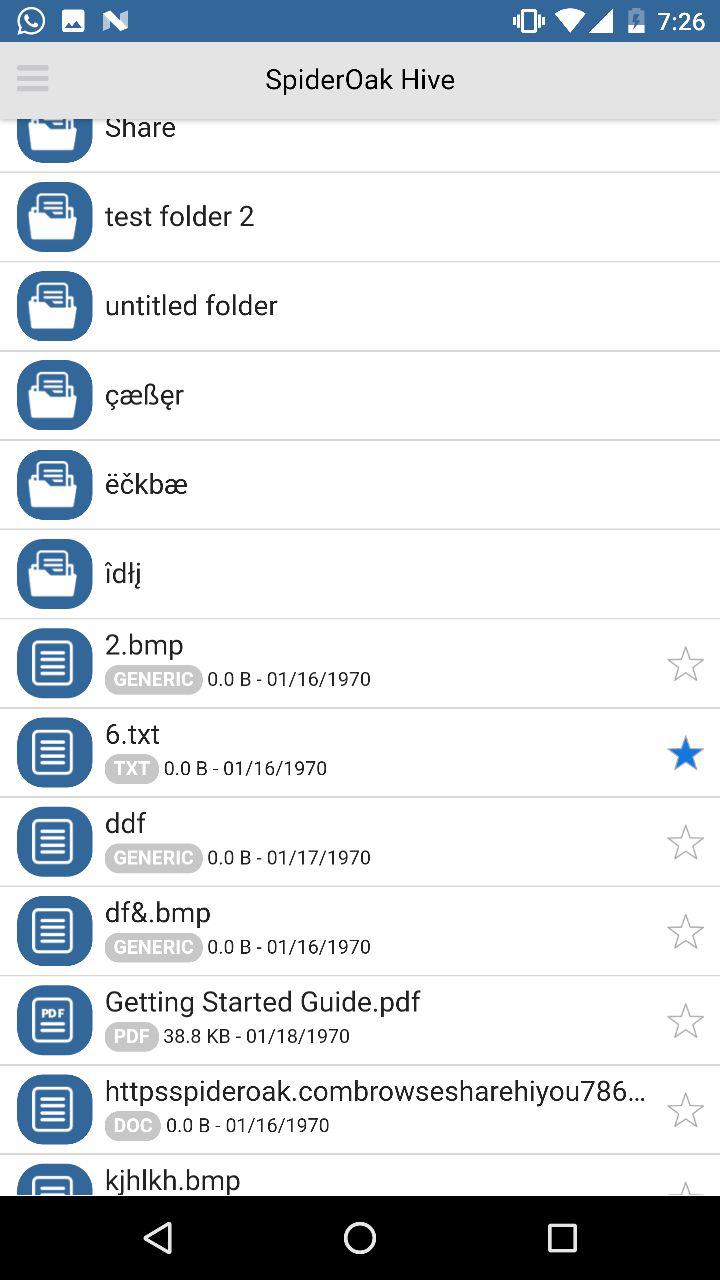 7:26
SpiderOak Hive
Share
test folder 2
untitled folder
çæßęr
ëčkbæ
îdłį
2.bmp
GENERIC 0.0 B - 01/16/1970
6.txt
TXT 0.0 B - 01/16/1970
ddf
GENERIC 0.0 B - 01/17/1970
df&.bmp
GENERIC 0.0 B - 01/16/1970
PDF
Getting Started Guide.pdf
PDF 38.8 KB - 01/18/1970
httpsspideroak.combrowsesharehiyou786...
DOC 0.0 B - 01/16/1970
kjhlkh.bmp